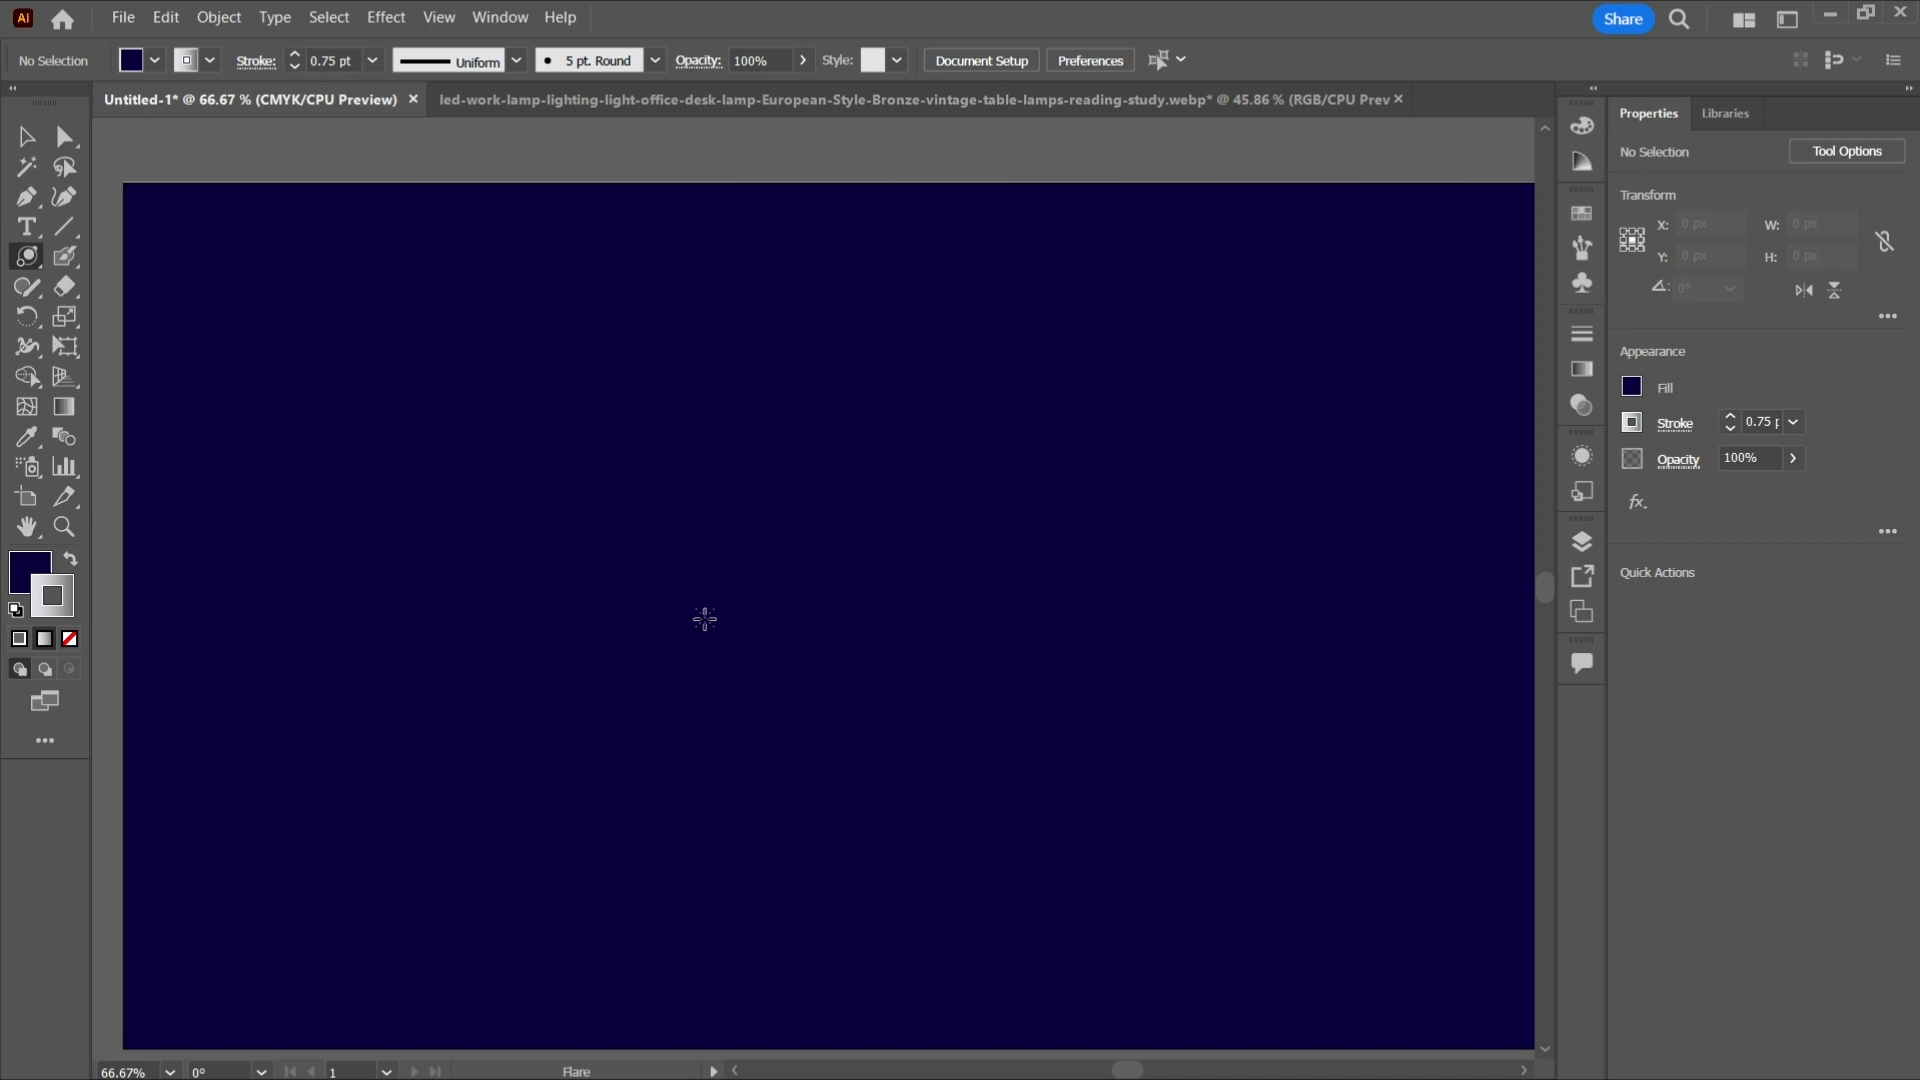 Ai File Edit Object Type Select Effect View Window Help Share
No Selection Stroke: 0.75 pt Uniform 5 pt. Round Opacity: 100% Style: Document Setup Preferences
Untitled-1* @ 66.67 % (CMYK/CPU Preview) × led-work-lamp-lighting-light-office-desk-lamp-European-Style-Bronze-vintage-table-lamps-reading-study.webp* @ 45.86 % (RGB/CPU Prev ×
Properties Libraries
No Selection Tool Options
Transform
X: 0 px W: 0 px
Y: 0 px H: 0 px
0°
Appearance
Fill
Stroke 0.75 p
Opacity 100%
fx.
Quick Actions
66.67% 0° 1 Flare